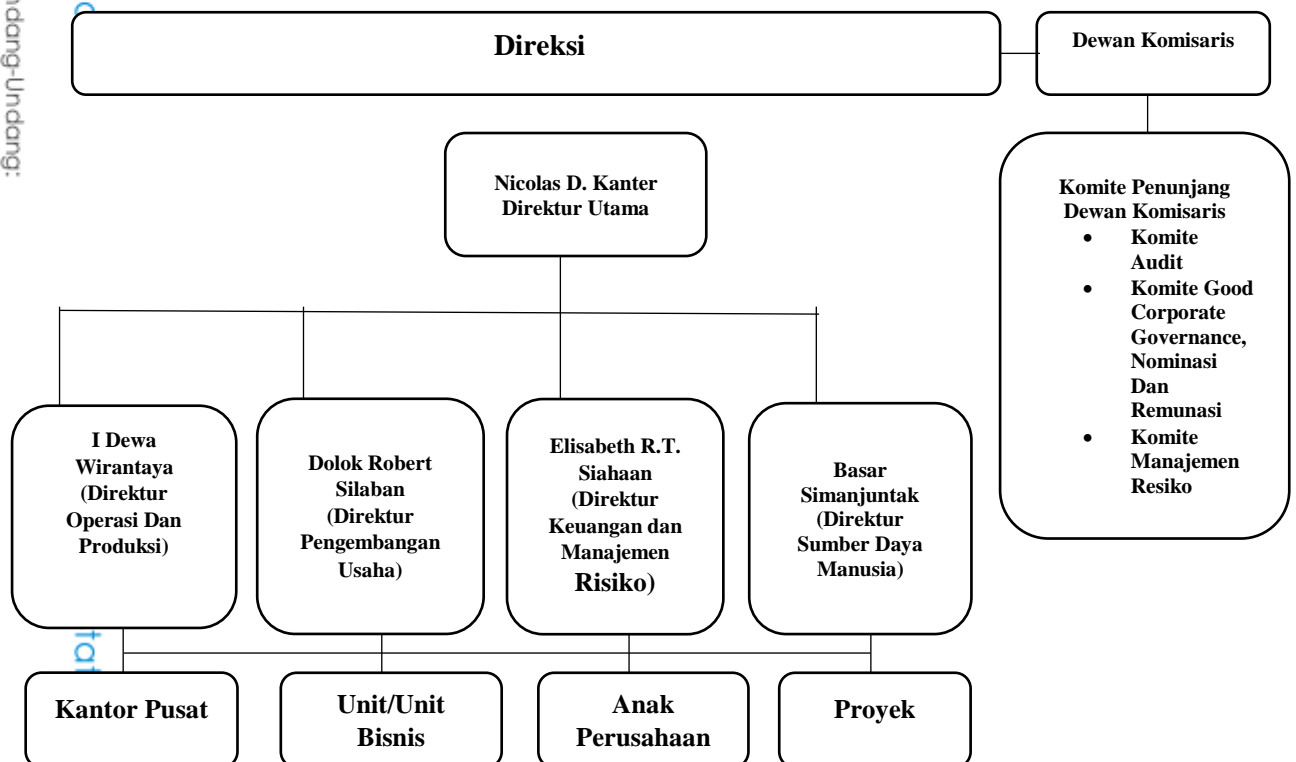 ndang-Undang:
Direksi
Dewan Komisaris
Nicolas D. Kanter
Direktur Utama
Komite Penunjang
Dewan Komisaris
• Komite
Audit
• Komite Good
Corporate
Governance,
Nominasi
Dan
Remunasi
• Komite
Manajemen
Resiko
I Dewa
Wirantaya
(Direktur
Operasi Dan
Produksi)
Dolok Robert
Silaban
(Direktur
Pengembangan
Usaha)
Elisabeth R.T.
Siahaan
(Direktur
Keuangan dan
Manajemen
Risiko)
Basar
Simanjuntak
(Direktur
Sumber Daya
Manusia)
Kantor Pusat
Unit/Unit
Bisnis
Anak
Perusahaan
Proyek